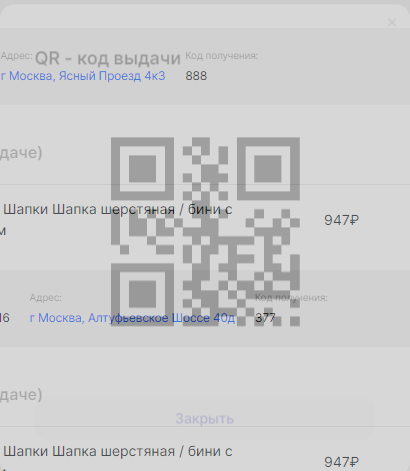 ×
Адрес: QR - код выдачи Код получения:
г Москва, Ясный Проезд 4к3 888
даче)
Шапки Шапка шерстяная / бини с 947₽
м
Адрес: Код получения:
16 г Москва, Алтуфьевское Шоссе 40д 377
даче)
Закрыть
Шапки Шапка шерстяная / бини с 947₽